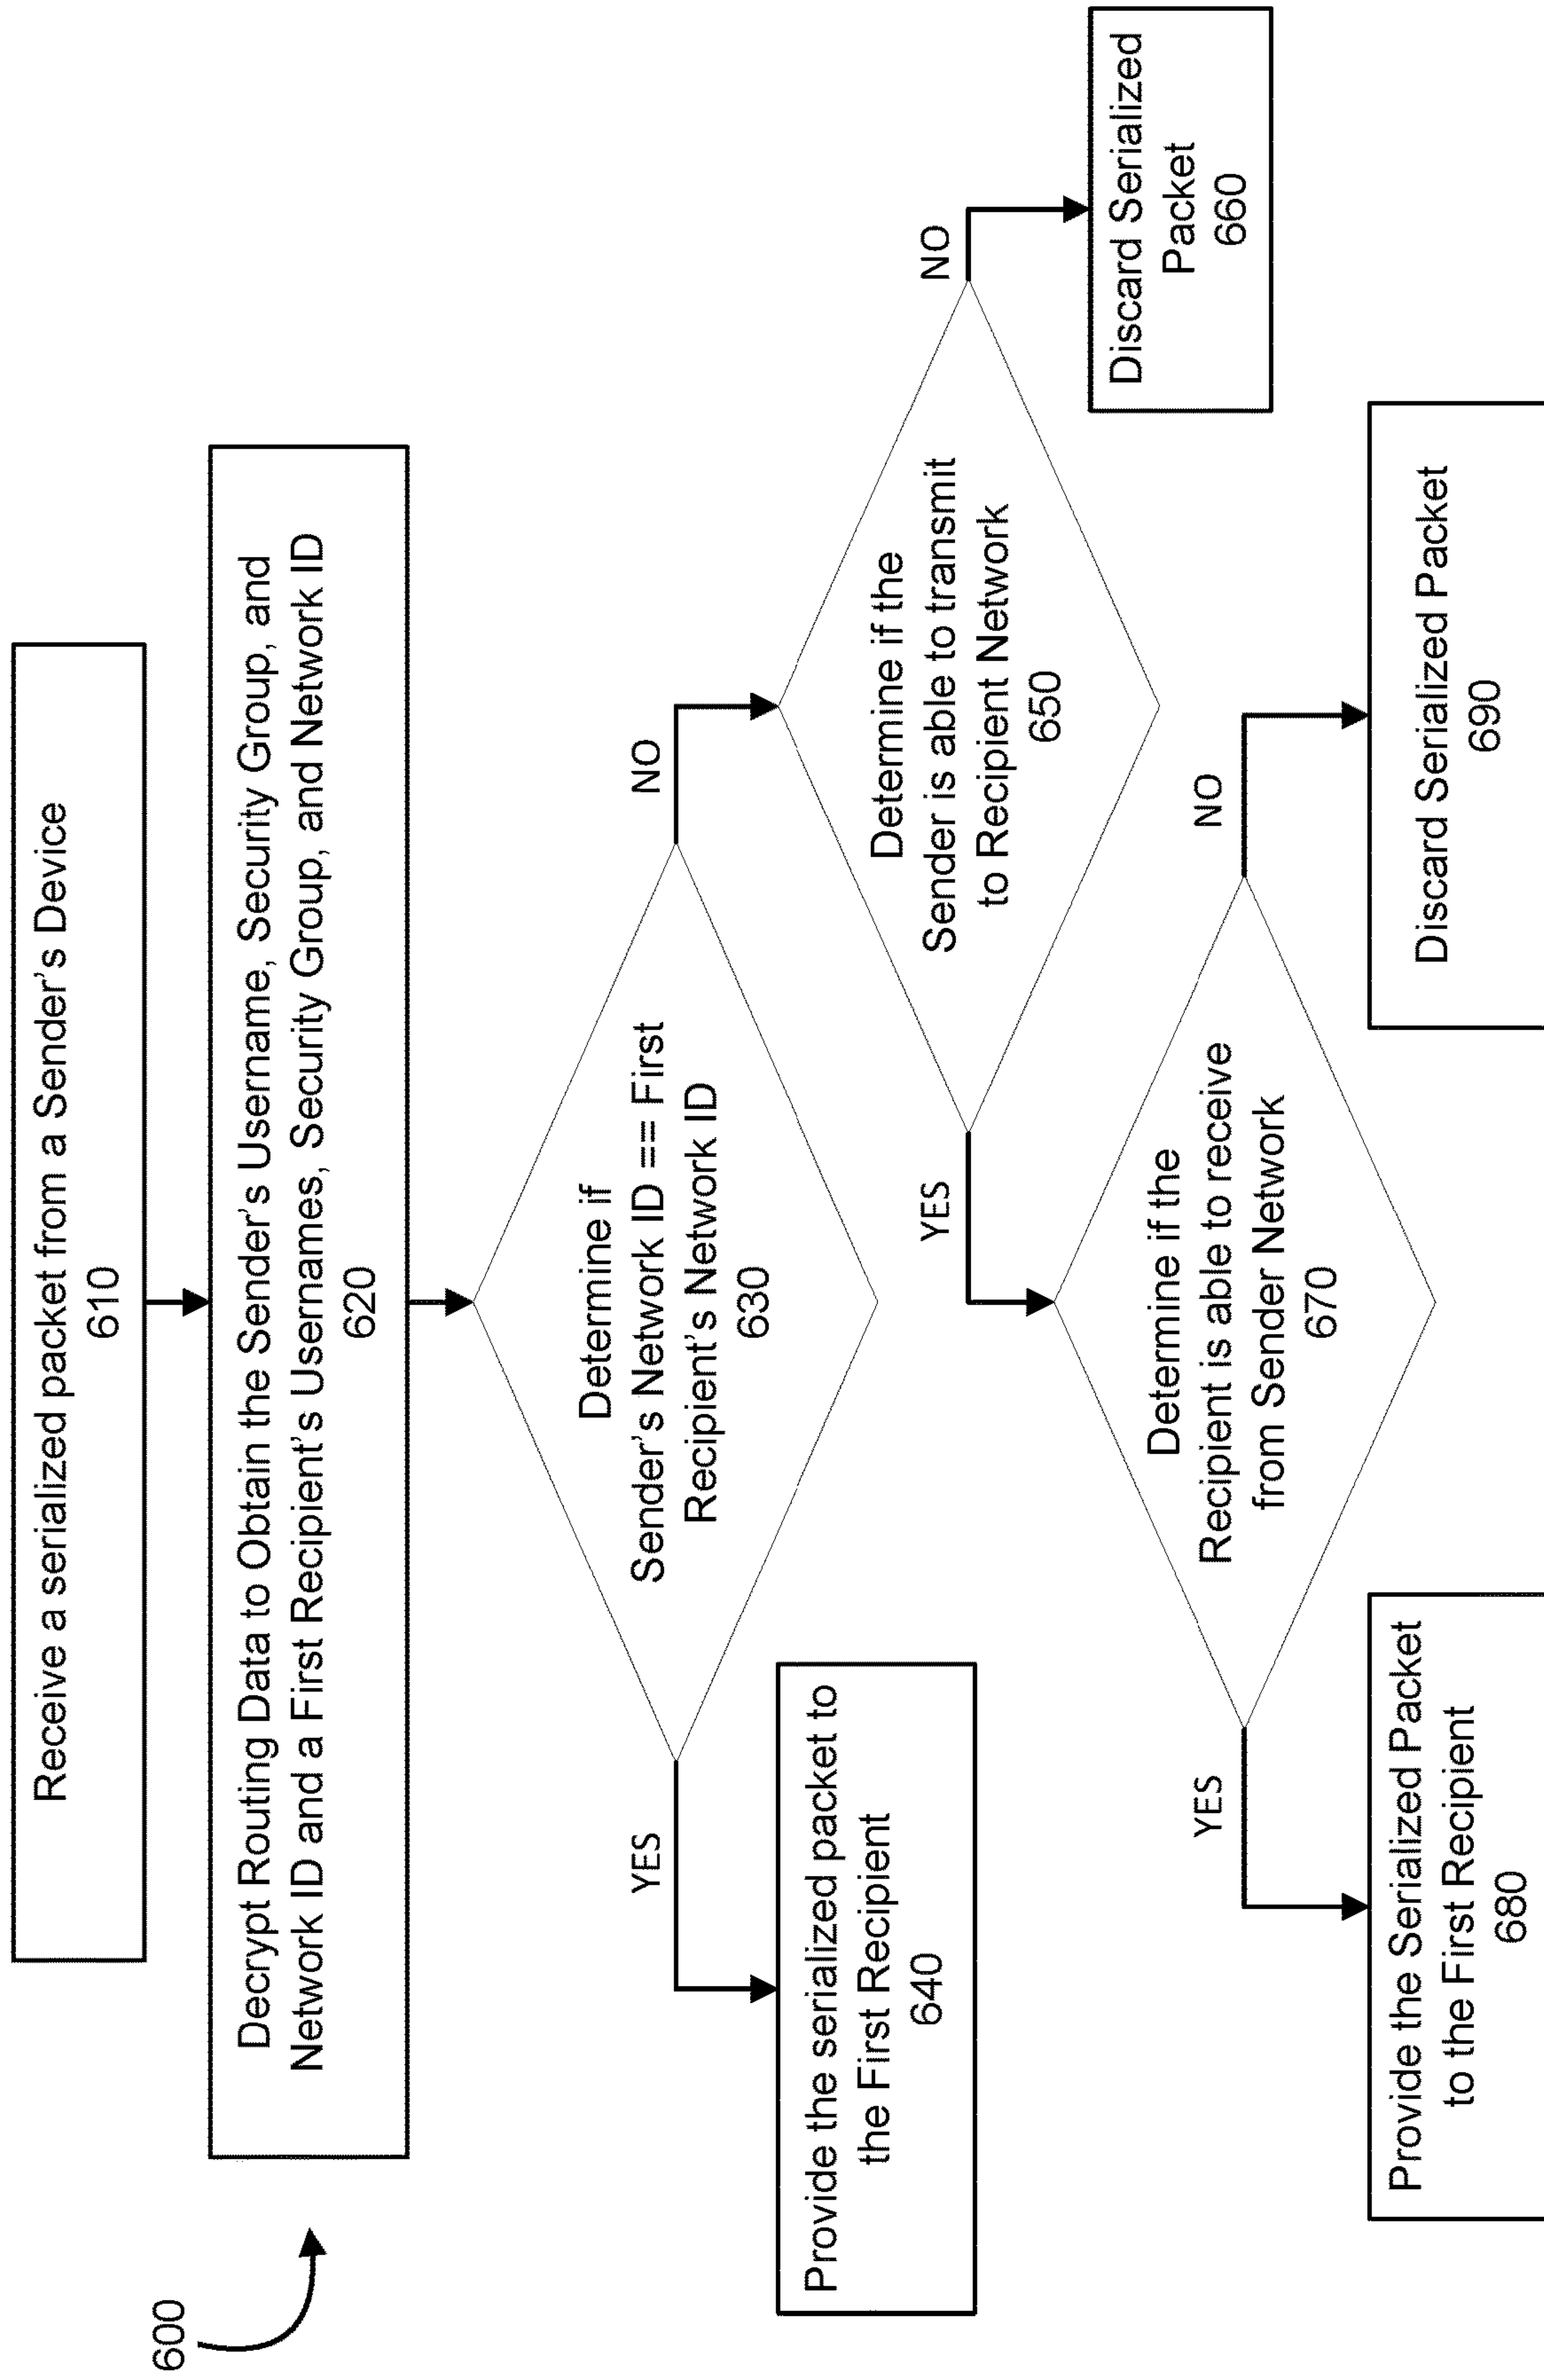 600
Receive a serialized packet from a Sender's Device
610
Decrypt Routing Data to Obtain the Sender's Username, Security Group, and
Network ID and a First Recipient's Usernames, Security Group, and Network ID
620
Determine if
Sender's Network ID == First
Recipient's Network ID
630
YES
NO
Provide the serialized packet to
the First Recipient
640
Determine if the
Sender is able to transmit
to Recipient Network
650
YES
NO
Discard Serialized
Packet
660
Determine if the
Recipient is able to receive
from Sender Network
670
YES
NO
Provide the Serialized Packet
to the First Recipient
680
Discard Serialized Packet
690